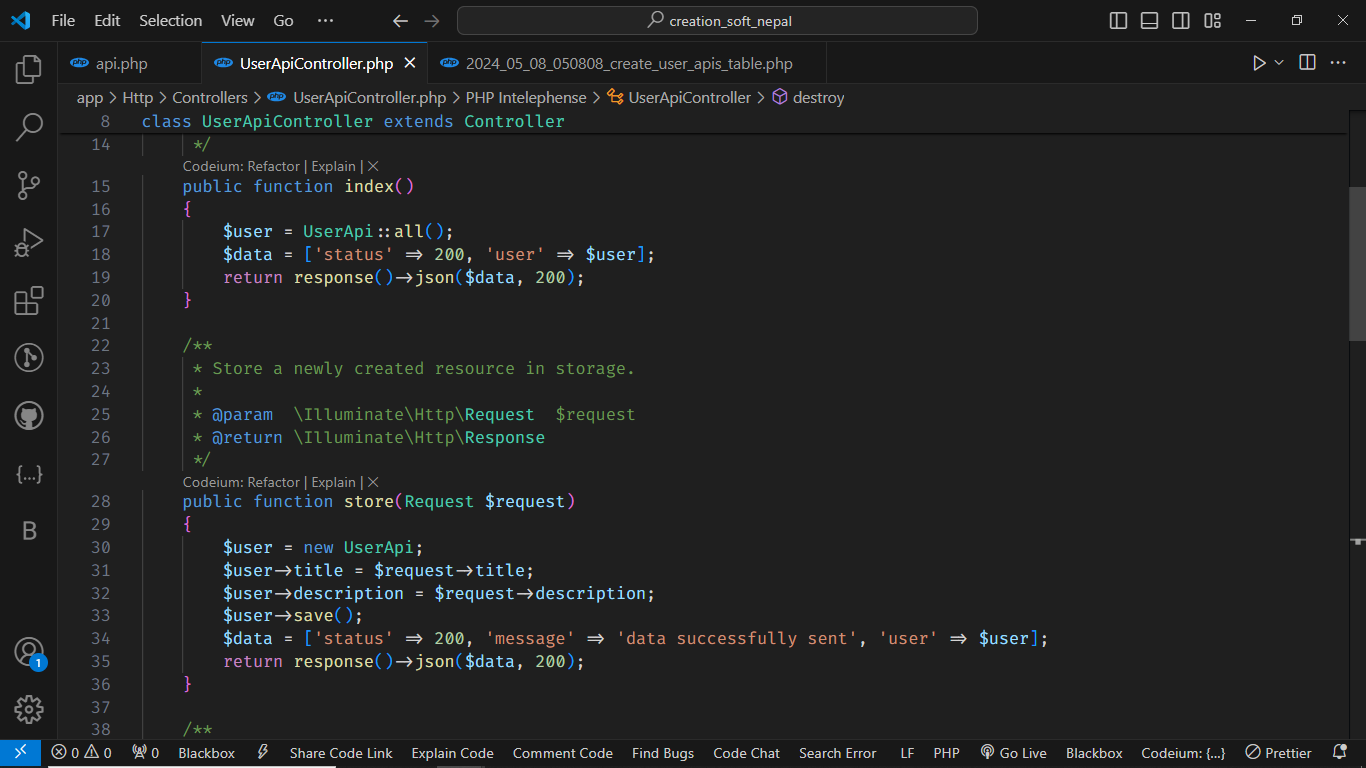 File Edit Selection View Go ··· creation_soft_nepal
php api.php php UserApiController.php php 2024_05_08_050808_create_user_apis_table.php
app > Http > Controllers > php UserApiController.php > PHP Intelephense > UserApiController > destroy
8 class UserApiController extends Controller
14 */
Codeium: Refactor | Explain | ×
15 public function index()
16 {
17 $user = UserApi::all();
18 $data = ['status' => 200, 'user' => $user];
19 return response()->json($data, 200);
20 }
21
22 /**
23 * Store a newly created resource in storage.
24 *
25 * @param  \Illuminate\Http\Request  $request
26 * @return \Illuminate\Http\Response
27 */
Codeium: Refactor | Explain | ×
28 public function store(Request $request)
29 {
30 $user = new UserApi;
31 $user->title = $request->title;
32 $user->description = $request->description;
33 $user->save();
34 $data = ['status' => 200, 'message' => 'data successfully sent', 'user' => $user];
35 return response()->json($data, 200);
36 }
37
38 /**
{...}
B
1
0 0 0 Blackbox Share Code Link Explain Code Comment Code Find Bugs Code Chat Search Error LF PHP Go Live Blackbox Codeium: {...} Prettier